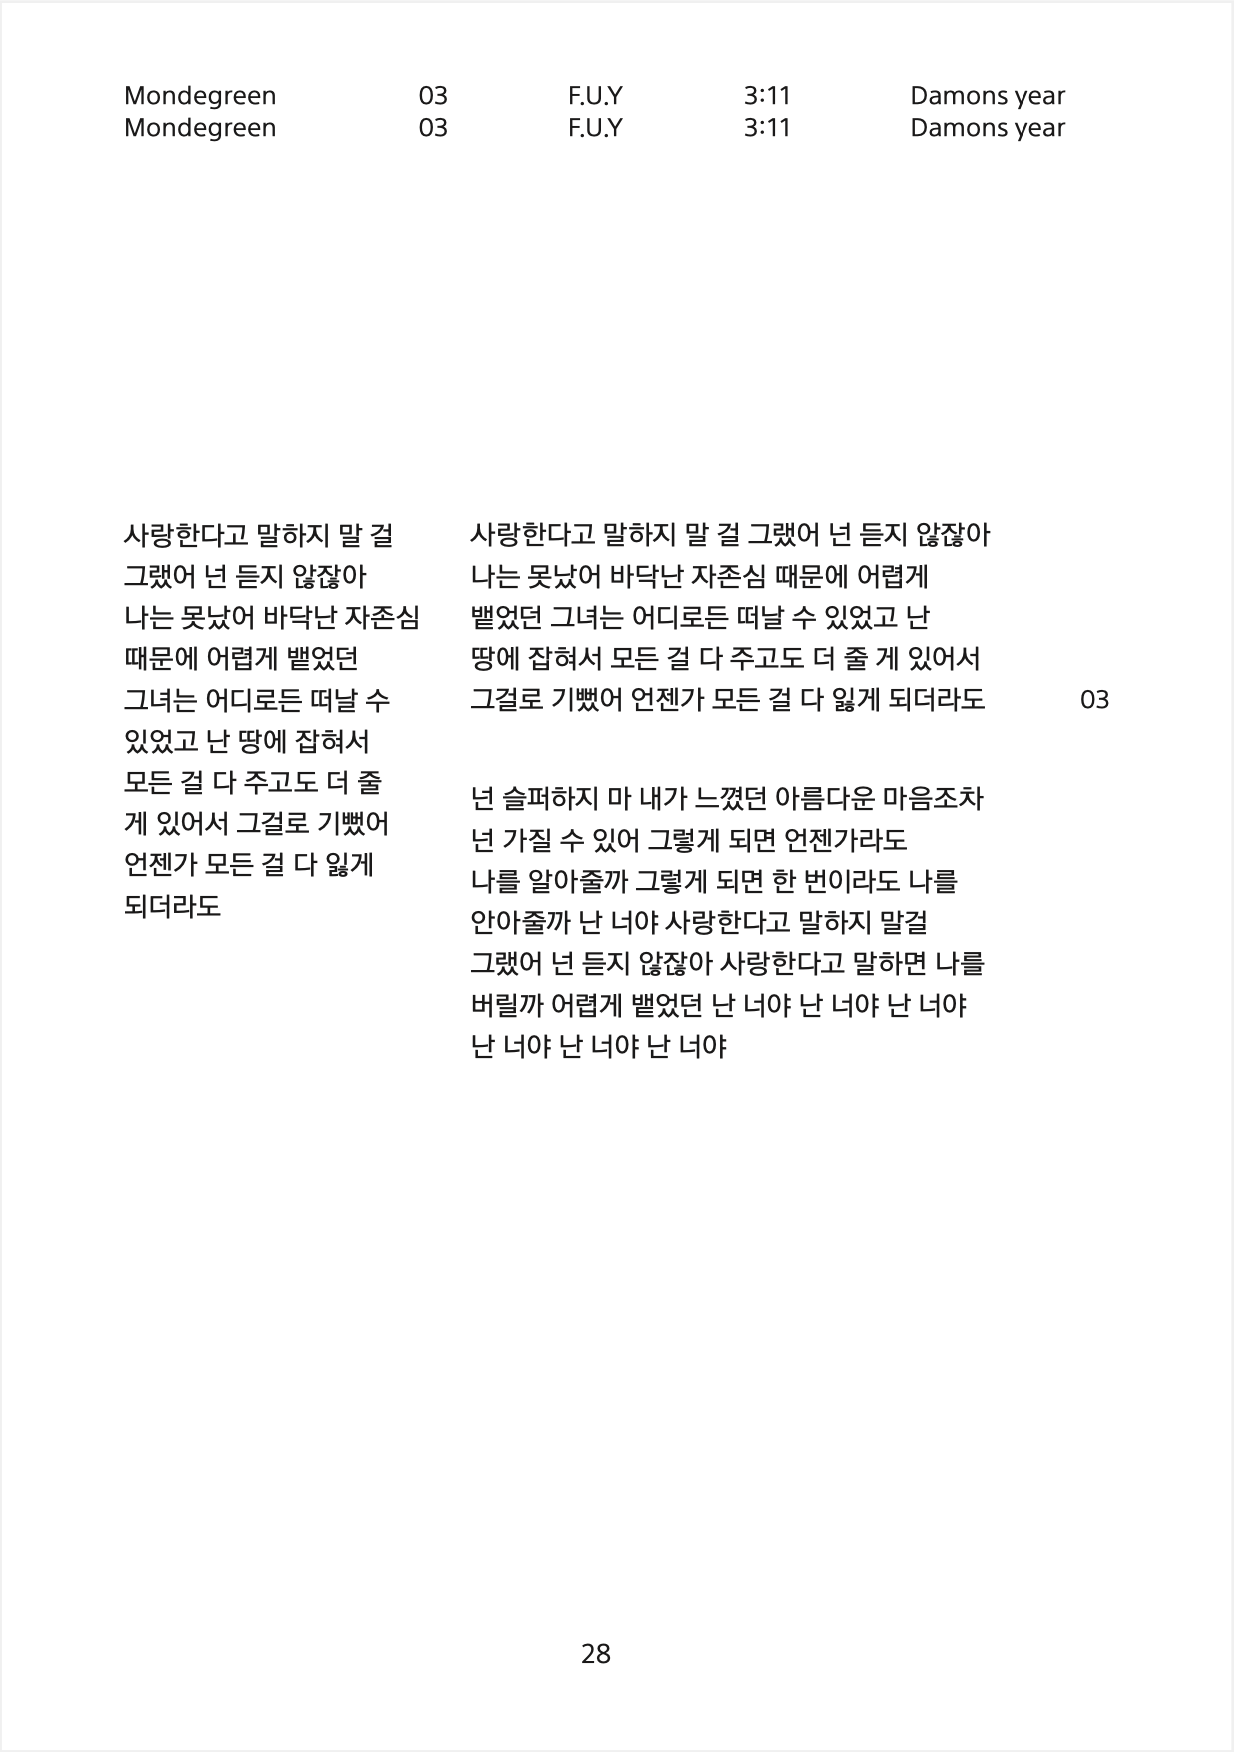 Mondegreen 03 F.U.Y 3:11 Damons year
Mondegreen 03 F.U.Y 3:11 Damons year
사랑한다고 말하지 말 걸
그랬어 넌 듣지 않잖아
나는 못났어 바닥난 자존심
때문에 어렵게 뱉었던
그녀는 어디로든 떠날 수
있었고 난 땅에 잡혀서
모든 걸 다 주고도 더 줄
게 있어서 그걸로 기뻤어
언젠가 모든 걸 다 잃게
되더라도
사랑한다고 말하지 말 걸 그랬어 넌 듣지 않잖아
나는 못났어 바닥난 자존심 때문에 어렵게
뱉었던 그녀는 어디로든 떠날 수 있었고 난
땅에 잡혀서 모든 걸 다 주고도 더 줄 게 있어서
그걸로 기뻤어 언젠가 모든 걸 다 잃게 되더라도
03
넌 슬퍼하지 마 내가 느꼈던 아름다운 마음조차
넌 가질 수 있어 그렇게 되면 언젠가라도
나를 알아줄까 그렇게 되면 한 번이라도 나를
안아줄까 난 너야 사랑한다고 말하지 말걸
그랬어 넌 듣지 않잖아 사랑한다고 말하면 나를
버릴까 어렵게 뱉었던 난 너야 난 너야 난 너야
난 너야 난 너야 난 너야
28